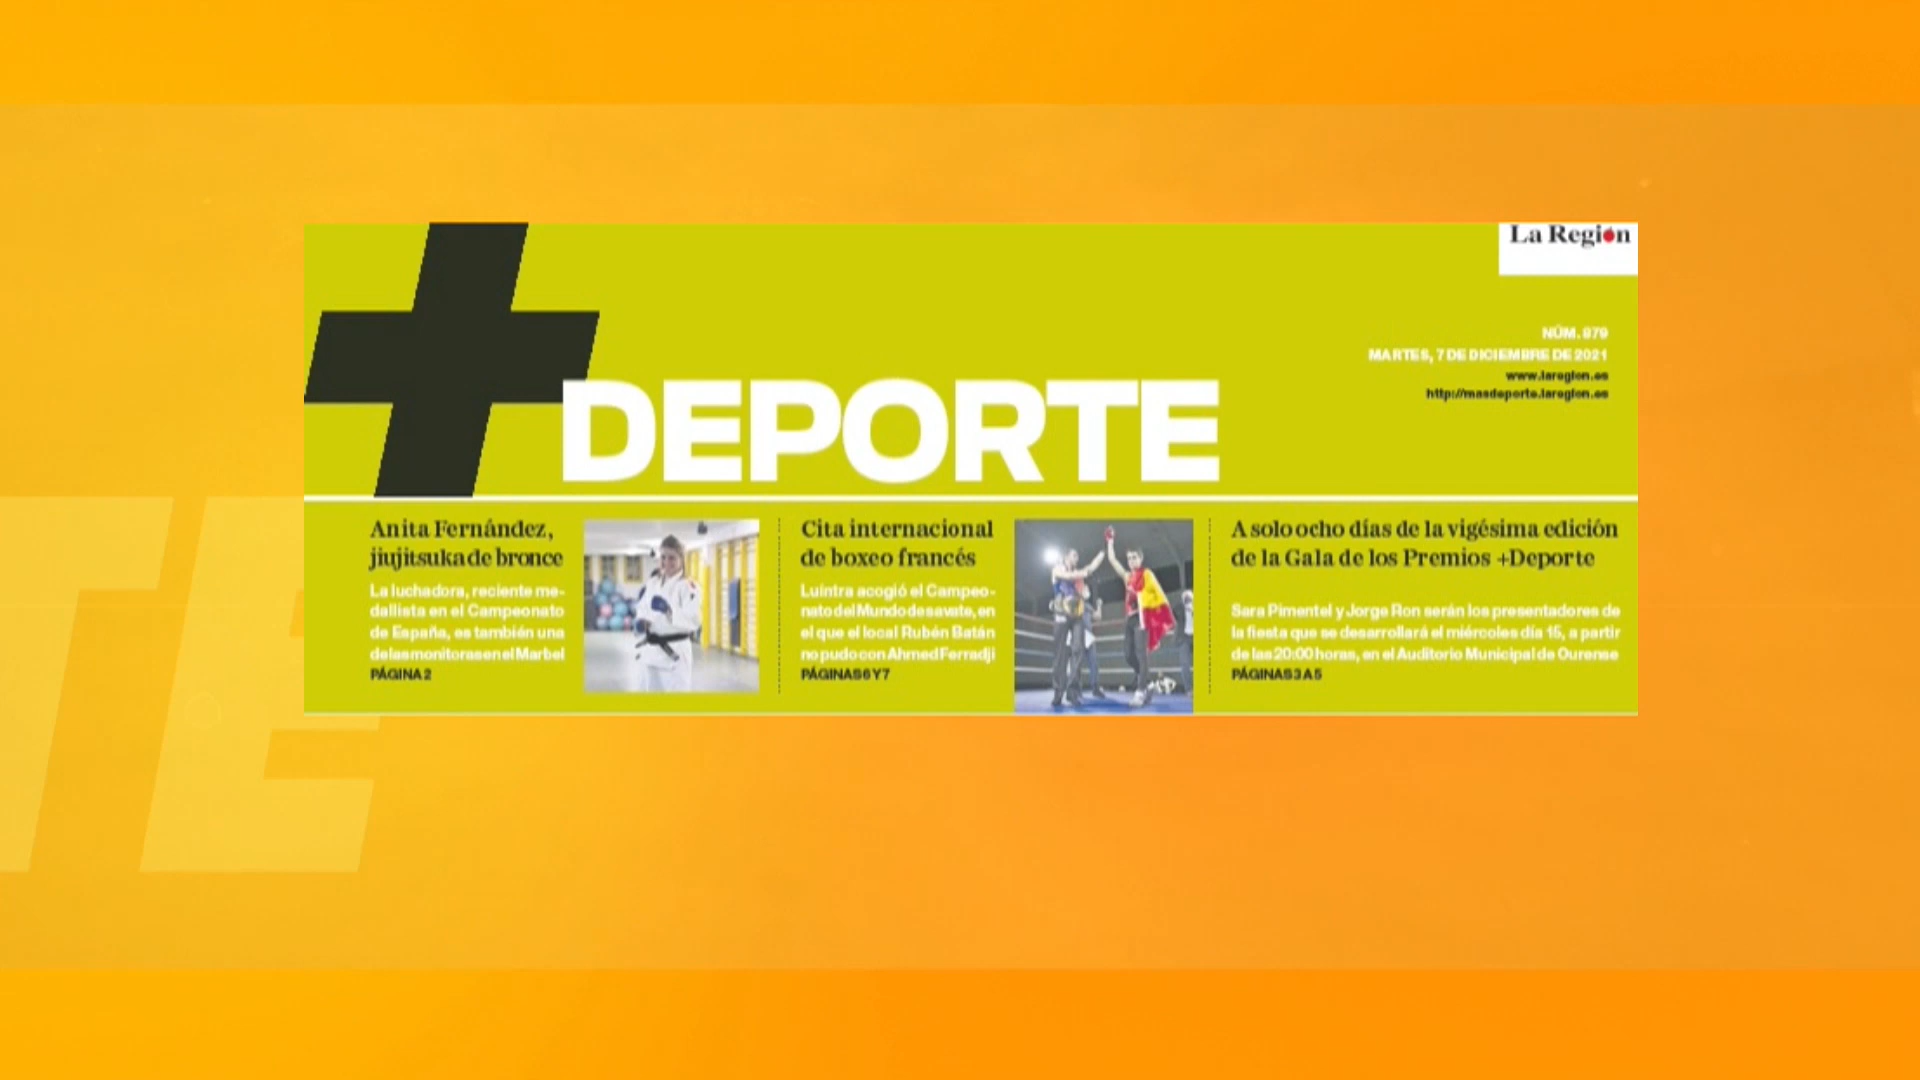 La Región
NÚM. 879
MARTES, 7 DE DICIEMBRE DE 2021
www.laregion.es
http://masdeporte.laregion.es
+DEPORTE
Anita Fernández,
jiujitsuka de bronce
La luchadora, reciente me-
dallista en el Campeonato
de España, es también una
de las monitoras en el Marbel
PÁGINA 2
Cita internacional
de boxeo francés
Luintra acogió el Campeo-
nato del Mundo de savate, en
el que el local Rubén Batán
no pudo con Ahmed Ferradji
PÁGINAS 6 Y 7
A solo ocho días de la vigésima edición
de la Gala de los Premios +Deporte
Sara Pimentel y Jorge Ron serán los presentadores de
la fiesta que se desarrollará el miércoles día 15, a partir
de las 20:00 horas, en el Auditorio Municipal de Ourense
PÁGINAS 3 A 5
TE